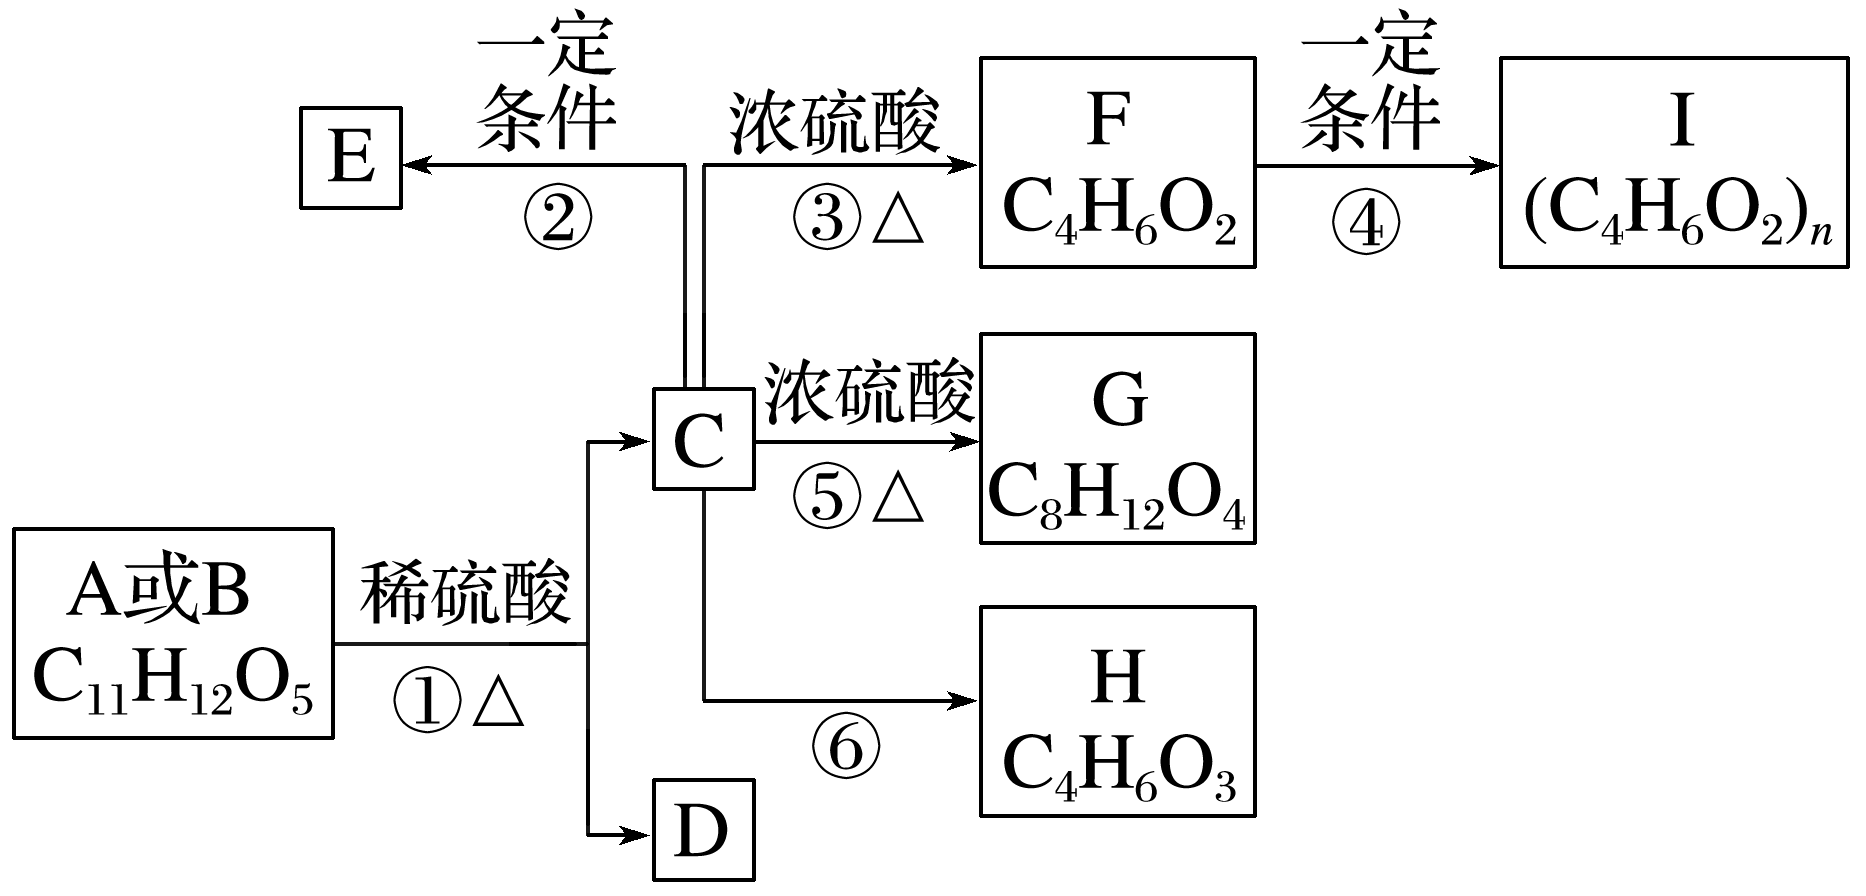 一定
条件
E
②
浓硫酸
③△
F
C₄H₆O₂
一定
条件
④
I
(C₄H₆O₂)ₙ
C
浓硫酸
⑤△
G
C₈H₁₂O₄
A或B
C₁₁H₁₂O₅
稀硫酸
①△
⑥
H
C₄H₆O₃
D